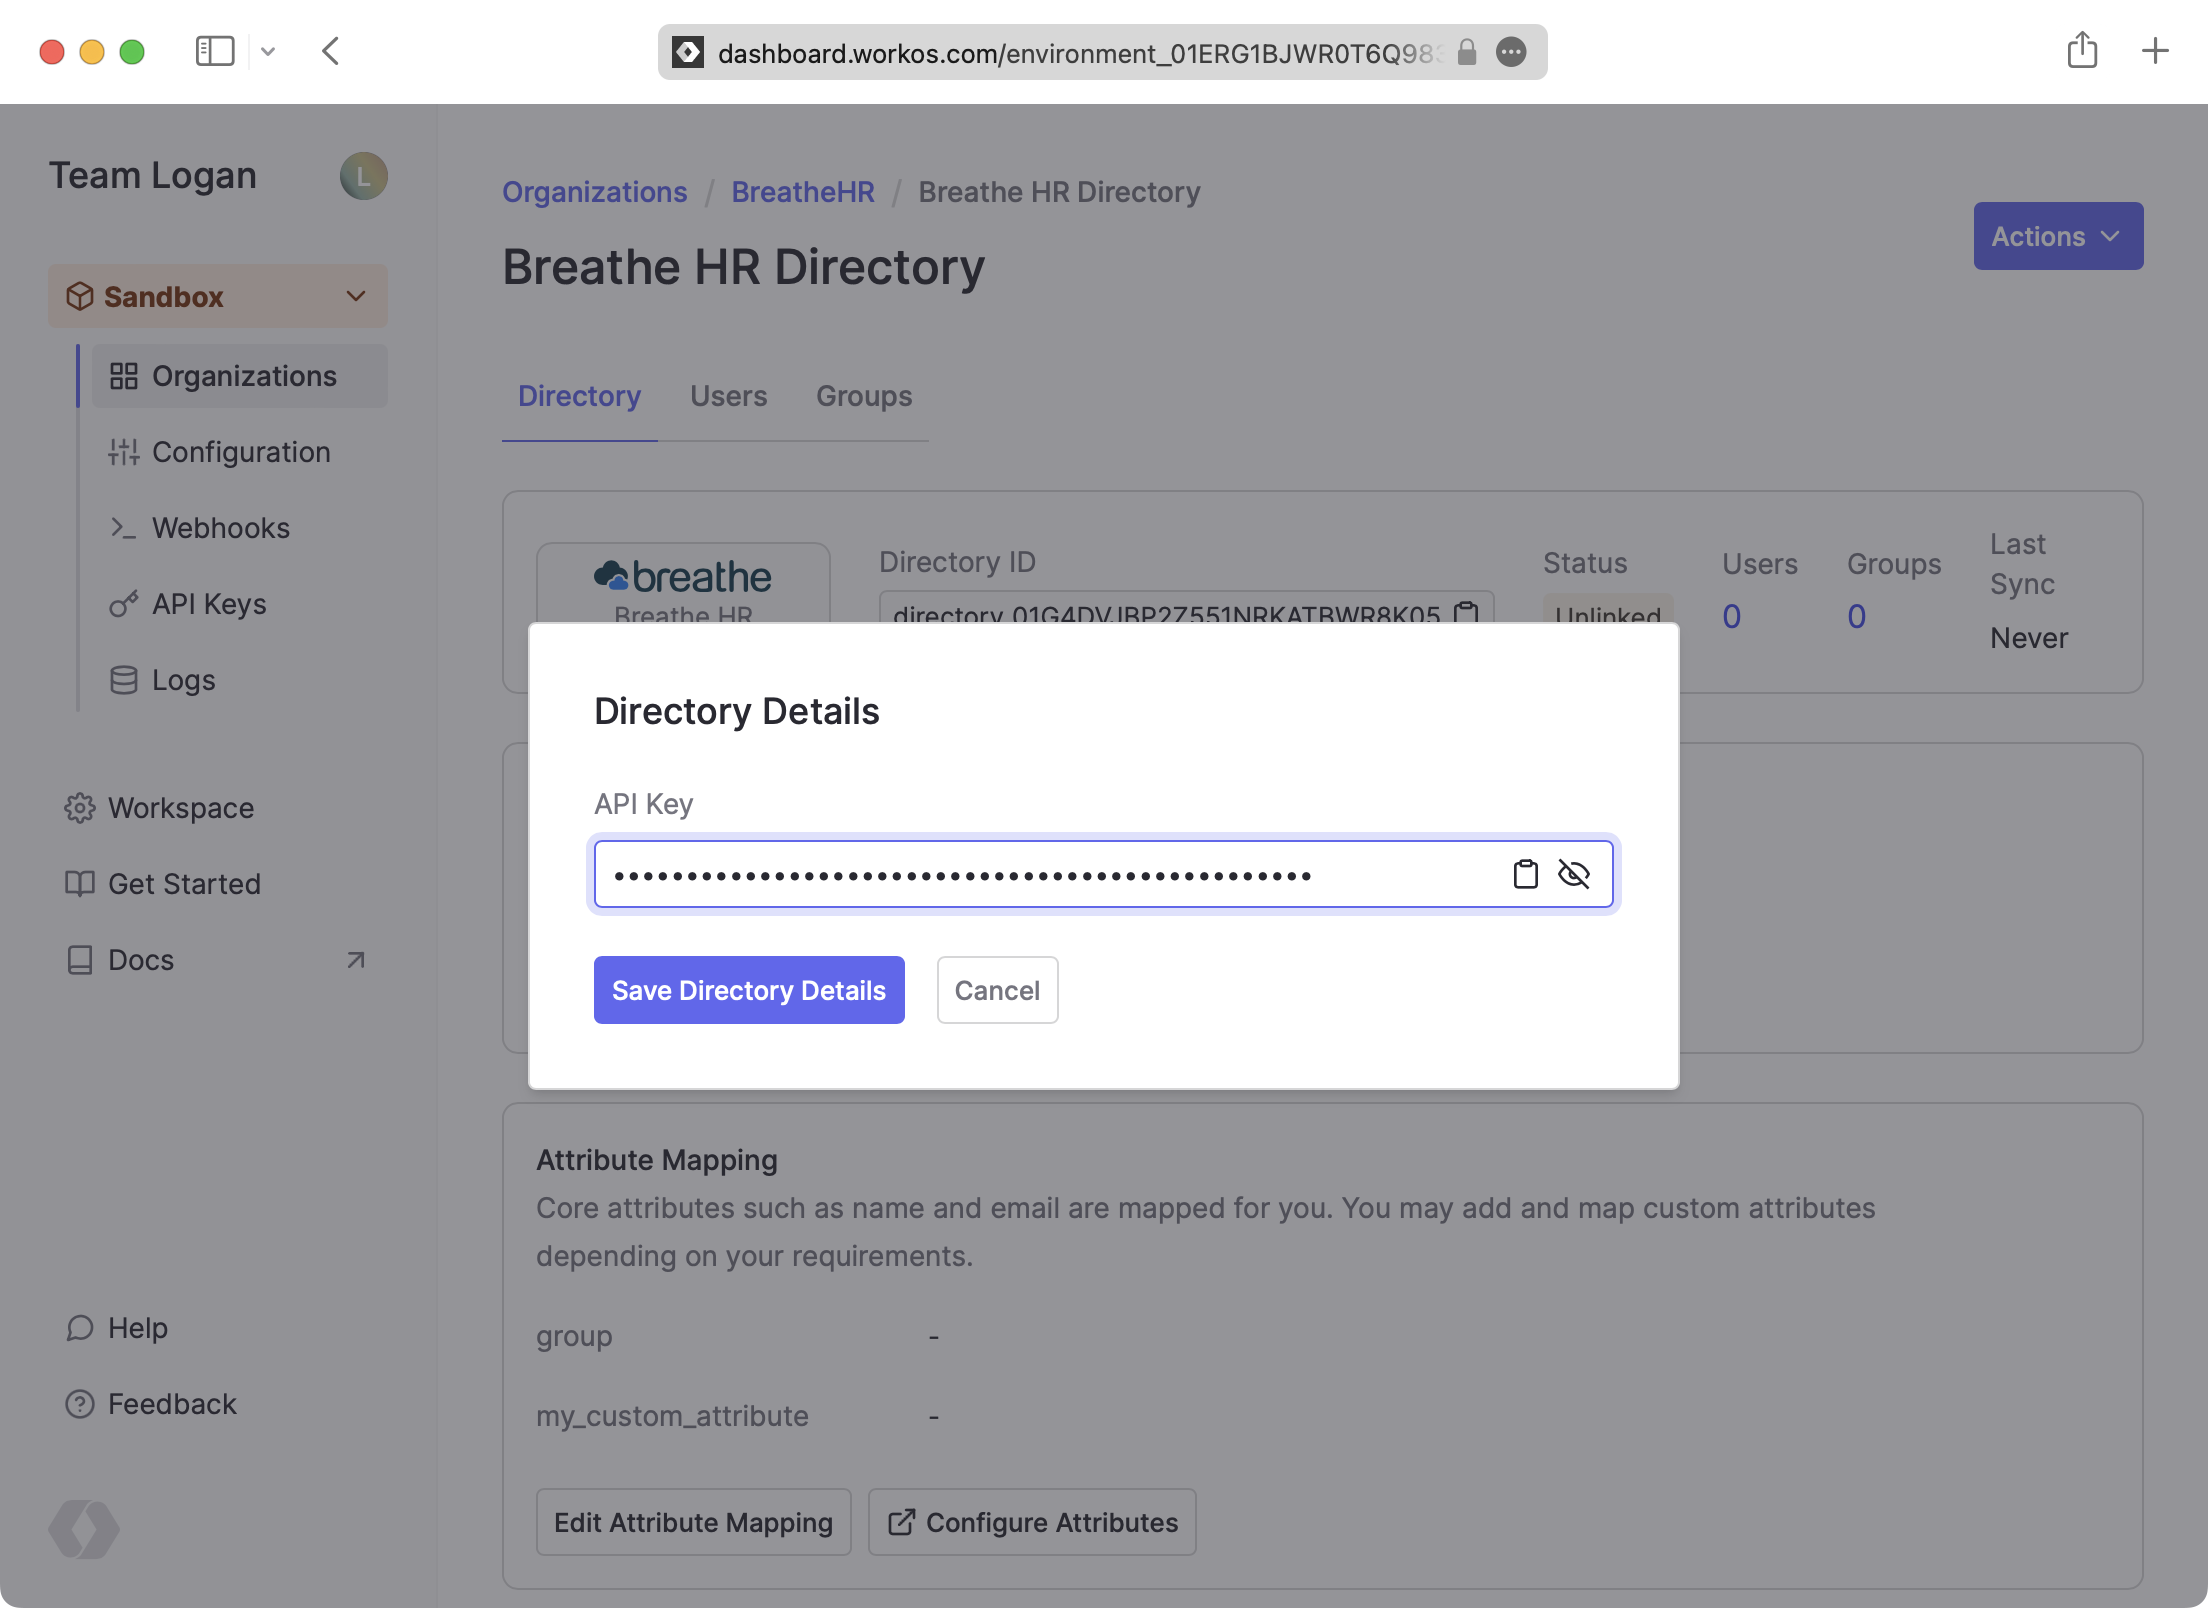 dashboard.workos.com/environment_01ERG1BJWR0T6Q983
Team Logan
L
Sandbox
Organizations
Configuration
Webhooks
API Keys
Logs
Workspace
Get Started
Docs
Help
Feedback
Organizations / BreatheHR / Breathe HR Directory
Breathe HR Directory
Actions
Directory Users Groups
breathe
Breathe HR
Directory ID
directory_01G4DVJBP2Z551NRKATBWR8K05
Status
Unlinked
Users
0
Groups
0
Last
Sync
Never
Directory Details
API Key
Save Directory Details
Cancel
Attribute Mapping
Core attributes such as name and email are mapped for you. You may add and map custom attributes
depending on your requirements.
group -
my_custom_attribute -
Edit Attribute Mapping
Configure Attributes